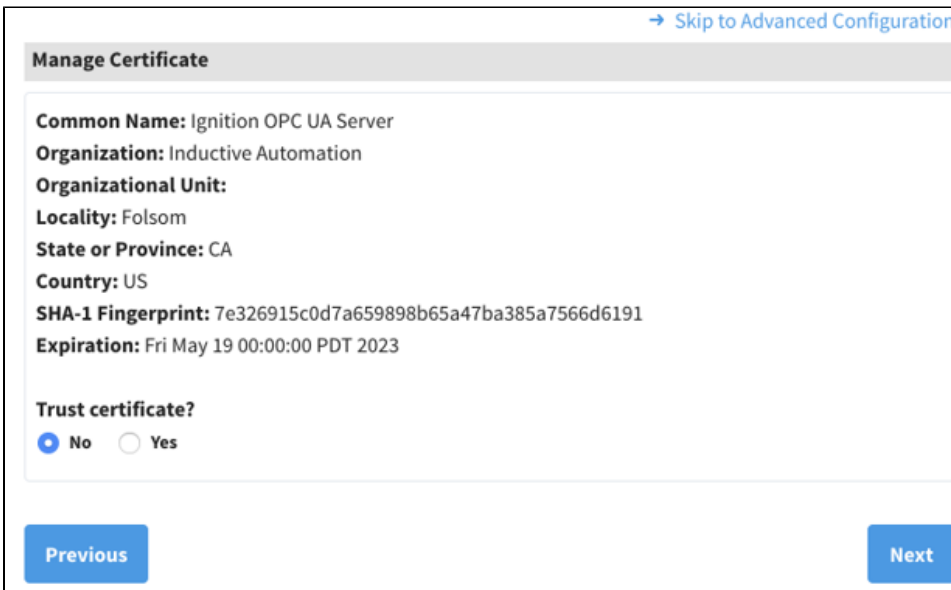 → Skip to Advanced Configuration
Manage Certificate
Common Name: Ignition OPC UA Server
Organization: Inductive Automation
Organizational Unit:
Locality: Folsom
State or Province: CA
Country: US
SHA-1 Fingerprint: 7e326915c0d7a659898b65a47ba385a7566d6191
Expiration: Fri May 19 00:00:00 PDT 2023
Trust certificate?
No Yes
Previous Next